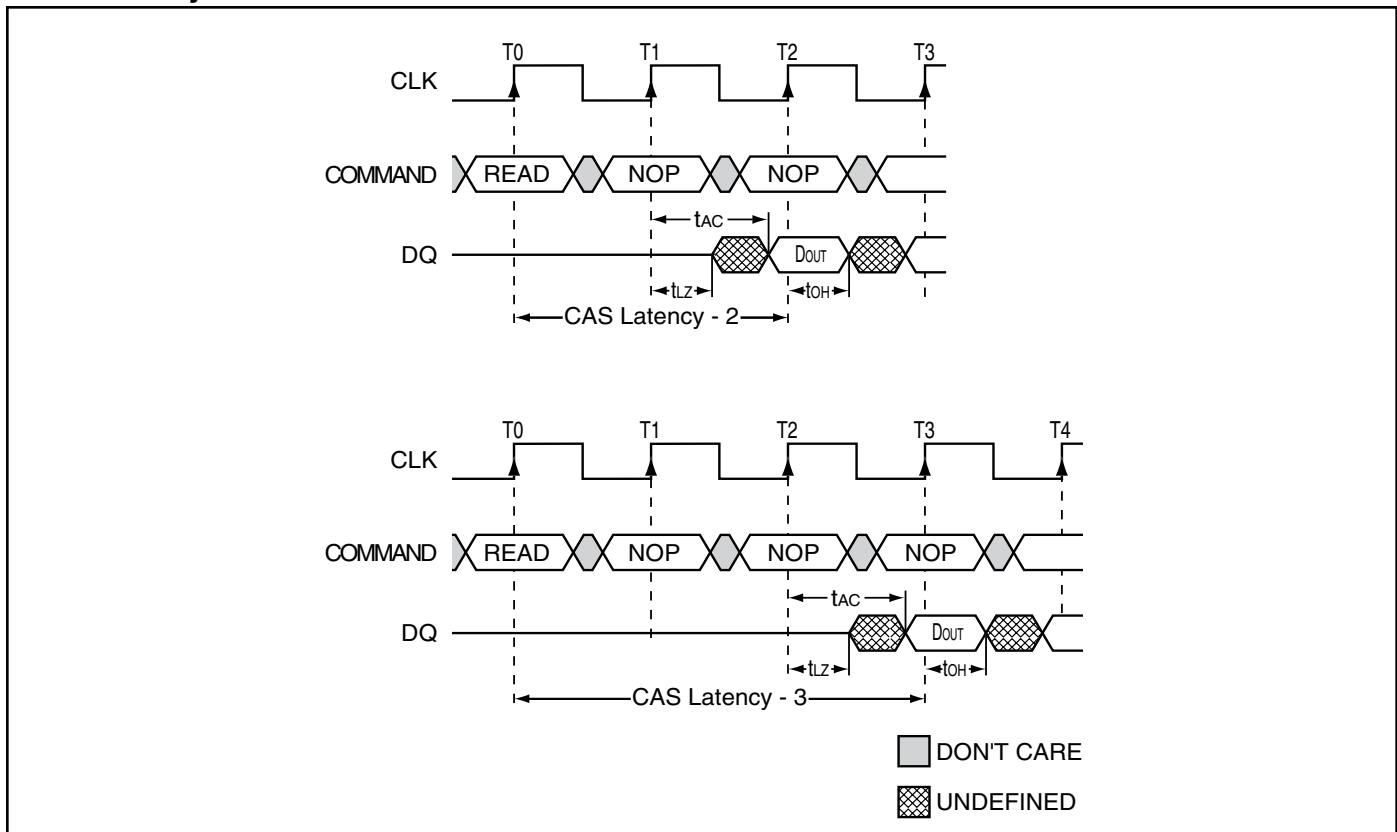 T0 T1 T2 T3
CLK
COMMAND READ NOP NOP
tAC
DQ DOUT
tLZ tOH
CAS Latency - 2
T0 T1 T2 T3 T4
CLK
COMMAND READ NOP NOP NOP
tAC
DQ DOUT
tLZ tOH
CAS Latency - 3
DON'T CARE
UNDEFINED